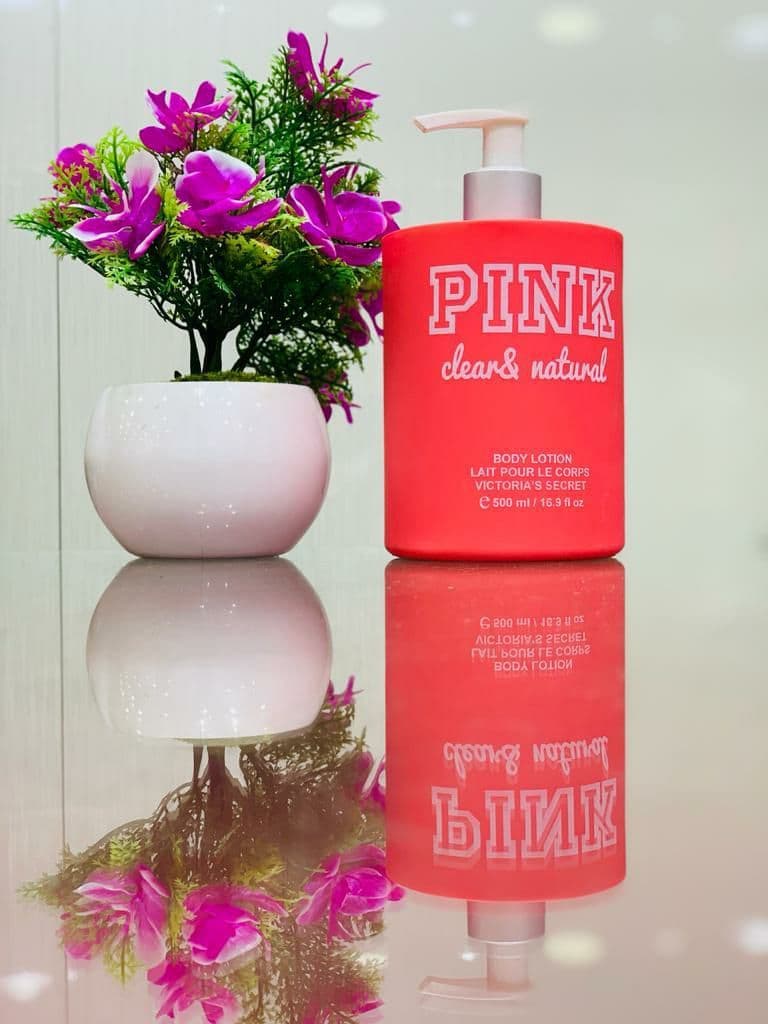 PINK
clear& natural
BODY LOTION
LAIT POUR LE CORPS
VICTORIA'S SECRET
℮ 500 ml / 16.9 fl oz